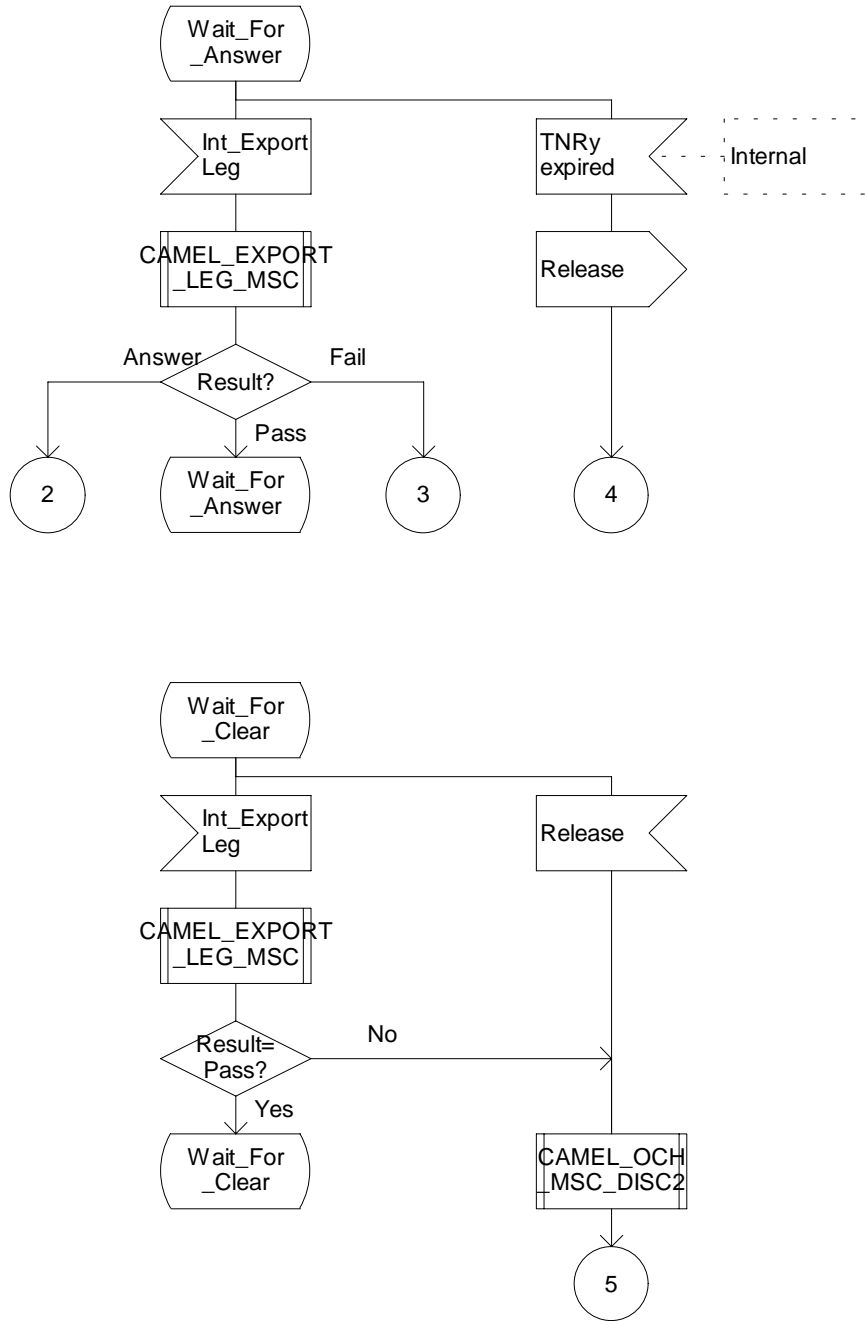 Wait_For
_Answer
Int_Export
Leg
TNRy
expired
Internal
CAMEL_EXPORT
_LEG_MSC
Release
Answer
Result?
Fail
Pass
2
Wait_For
_Answer
3
4
Wait_For
_Clear
Int_Export
Leg
Release
CAMEL_EXPORT
_LEG_MSC
Result=
Pass?
No
Yes
Wait_For
_Clear
CAMEL_OCH
_MSC_DISC2
5